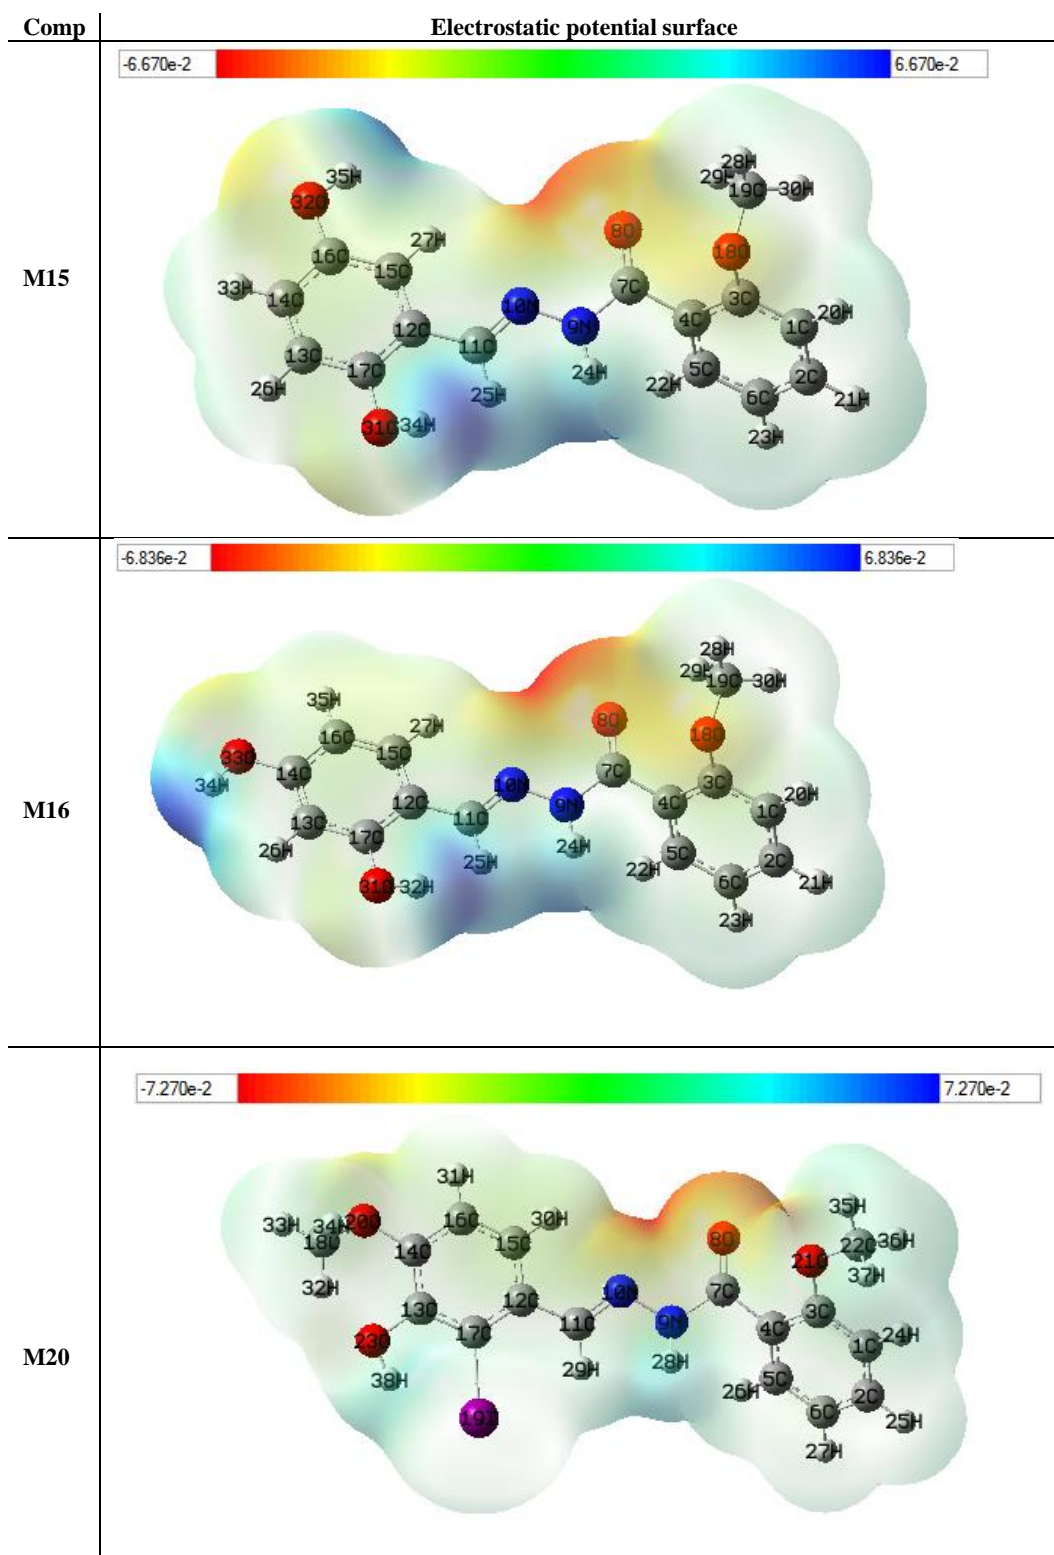 Comp Electrostatic potential surface
-6.670e-2 6.670e-2
M15
28H
29H 19C 30H
35H
32O
8O 18O
27H
16C
15C
33H 14C
7C 3C
10N 9N
4C 1C 20H
12C
11C
13C
17C
5C 2C
24H
26H 25H 22H
6C 21H
34H
23H
-6.836e-2 6.836e-2
M16
28H
29H 19C 30H
35H
8O 18O
27H
16C
33O 15C
14C 7C 3C
34H
10N 9N
20H
12C 4C 1C
13C 11C
17C
26H 24H 5C 2C
25H 22H 6C 21H
31O 32H
23H
-7.270e-2 7.270e-2
M20
31H
35H
33H 34H 20O 16C 30H
18C 8O 22C 36H
14C 15C 21O
37H
32H
10N 7C
13C 12C 3C
17C 11C 9N 4C
23O 24H
1C
29H 28H
38H 5C
26H 2C
6C 25H
27H